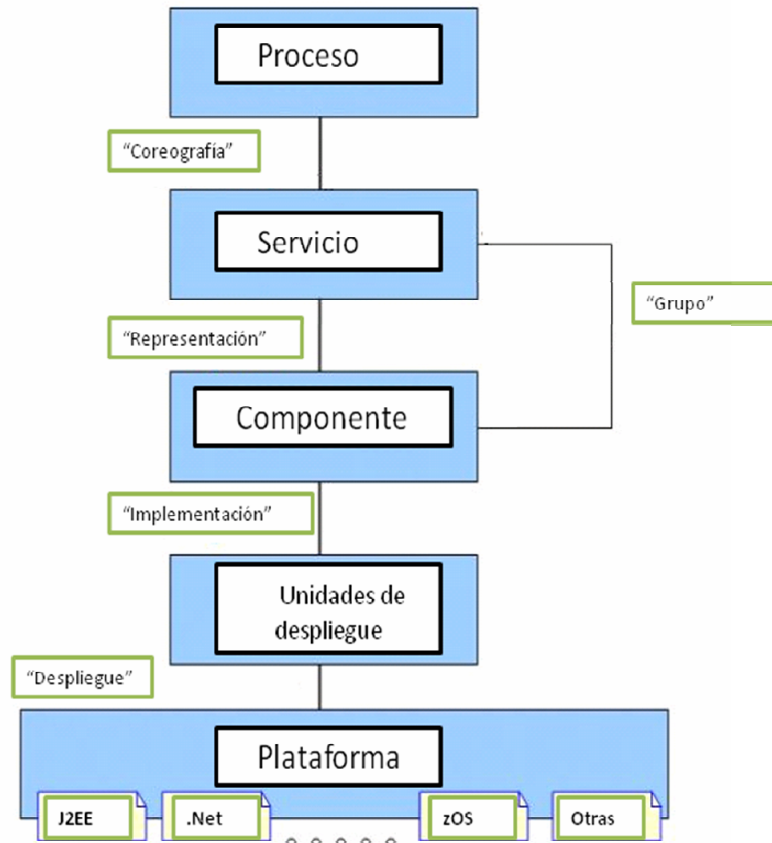 Proceso
“Coreografía”
Servicio
“Grupo”
“Representación”
Componente
“Implementación”
Unidades de
despliegue
“Despliegue”
Plataforma
J2EE
.Net
zOS
Otras